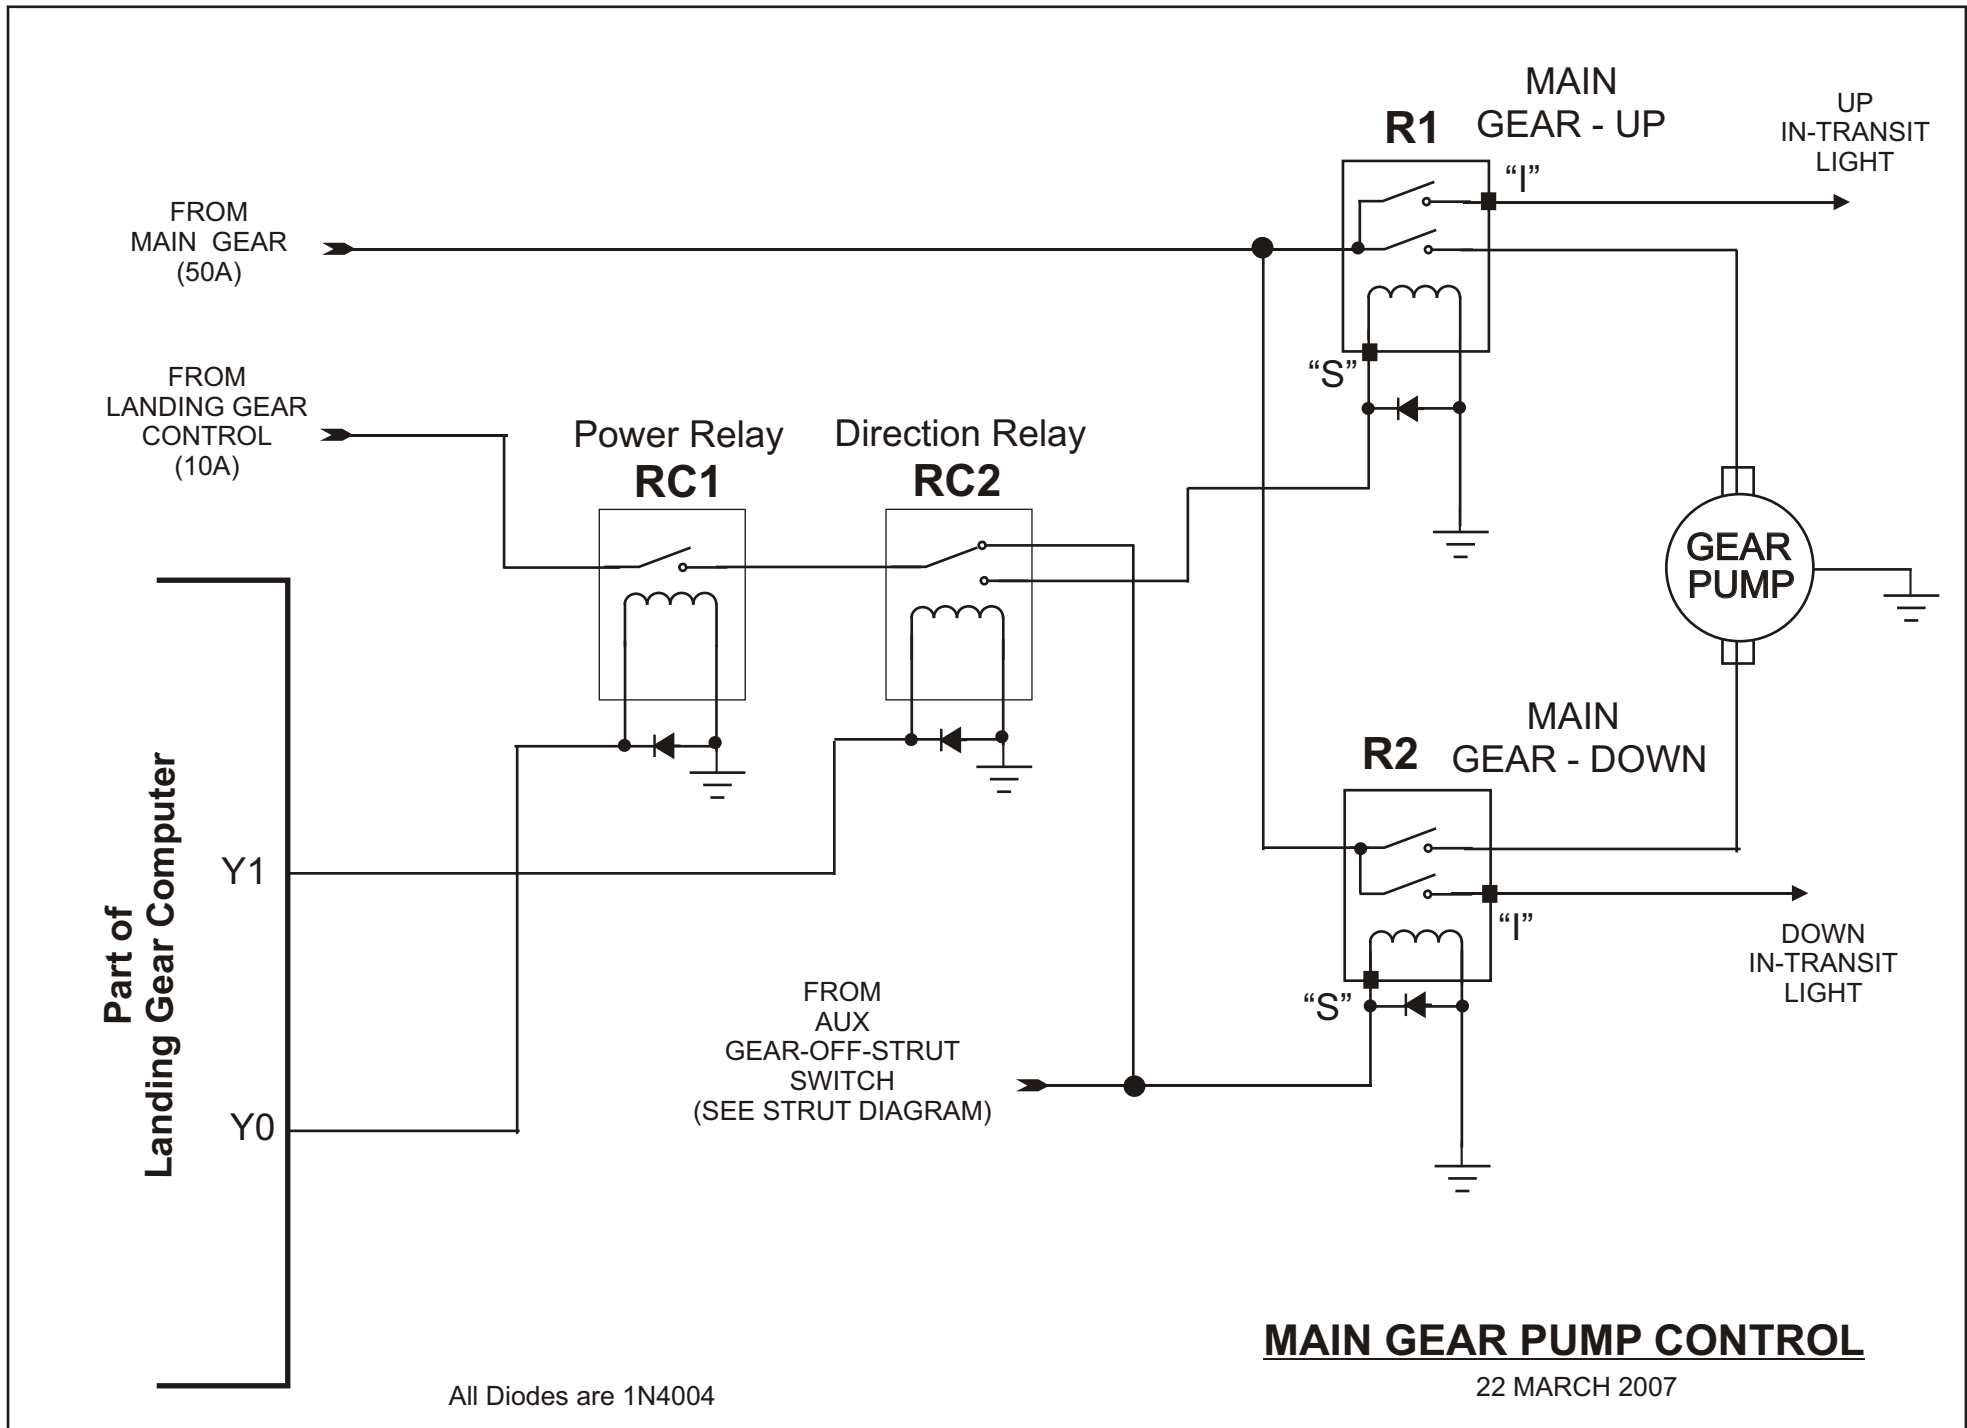 MAIN
GEAR - UP
R1
“I”
UP
IN-TRANSIT
LIGHT
FROM
MAIN GEAR
(50A)
“S”
FROM
LANDING GEAR
CONTROL
(10A)
Power Relay
RC1
Direction Relay
RC2
GEAR
PUMP
Part of
Landing Gear Computer
Y1
Y0
MAIN
GEAR - DOWN
R2
“I”
“S”
DOWN
IN-TRANSIT
LIGHT
FROM
AUX
GEAR-OFF-STRUT
SWITCH
(SEE STRUT DIAGRAM)
MAIN GEAR PUMP CONTROL
22 MARCH 2007
All Diodes are 1N4004